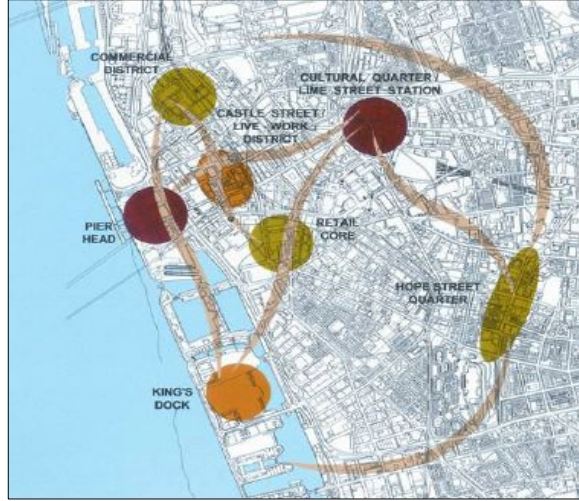 COMMERCIAL
DISTRICT
CULTURAL QUARTER /
LIME STREET STATION
CASTLE STREET /
LIVE - WORK
DISTRICT
PIER
HEAD
RETAIL
CORE
HOPE STREET
QUARTER
KING'S
DOCK